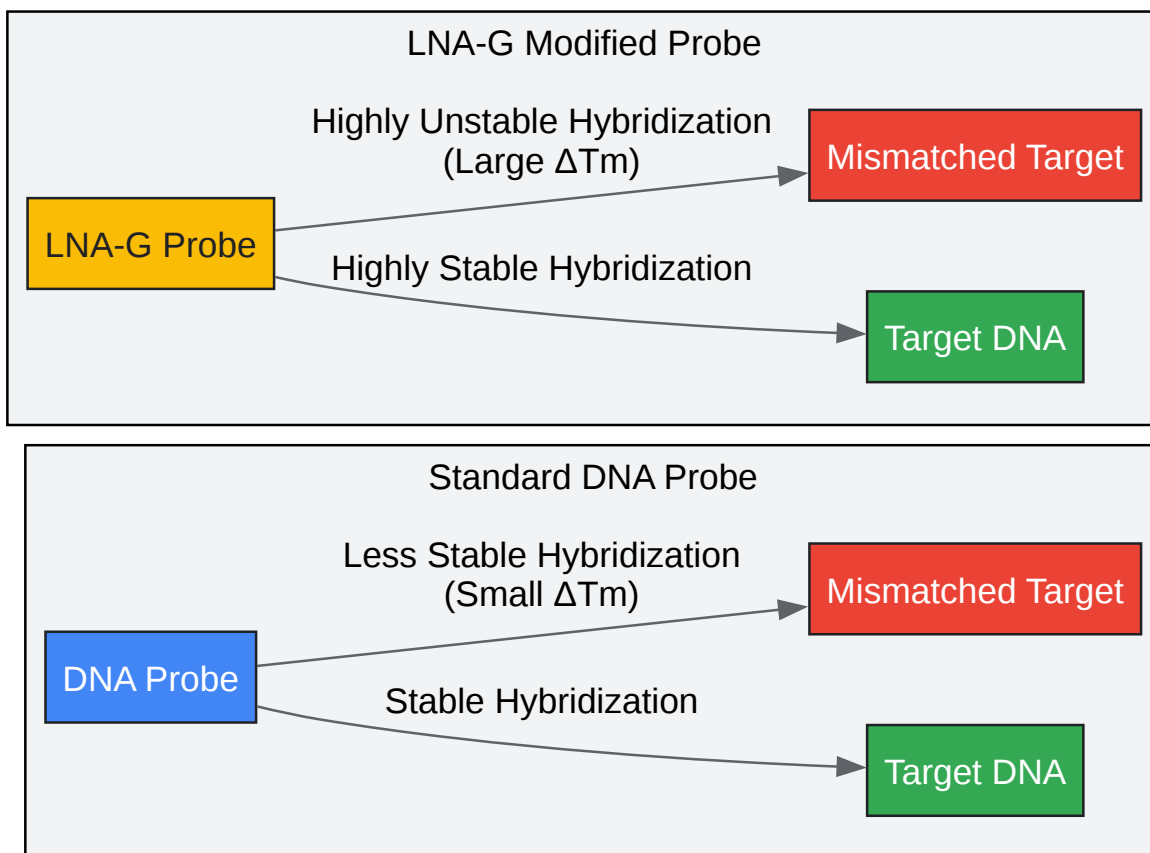 LNA-G Modified Probe
Highly Unstable Hybridization
(Large ΔTm)
Mismatched Target
LNA-G Probe
Highly Stable Hybridization
Target DNA
Standard DNA Probe
Less Stable Hybridization
(Small ΔTm)
Mismatched Target
DNA Probe
Stable Hybridization
Target DNA